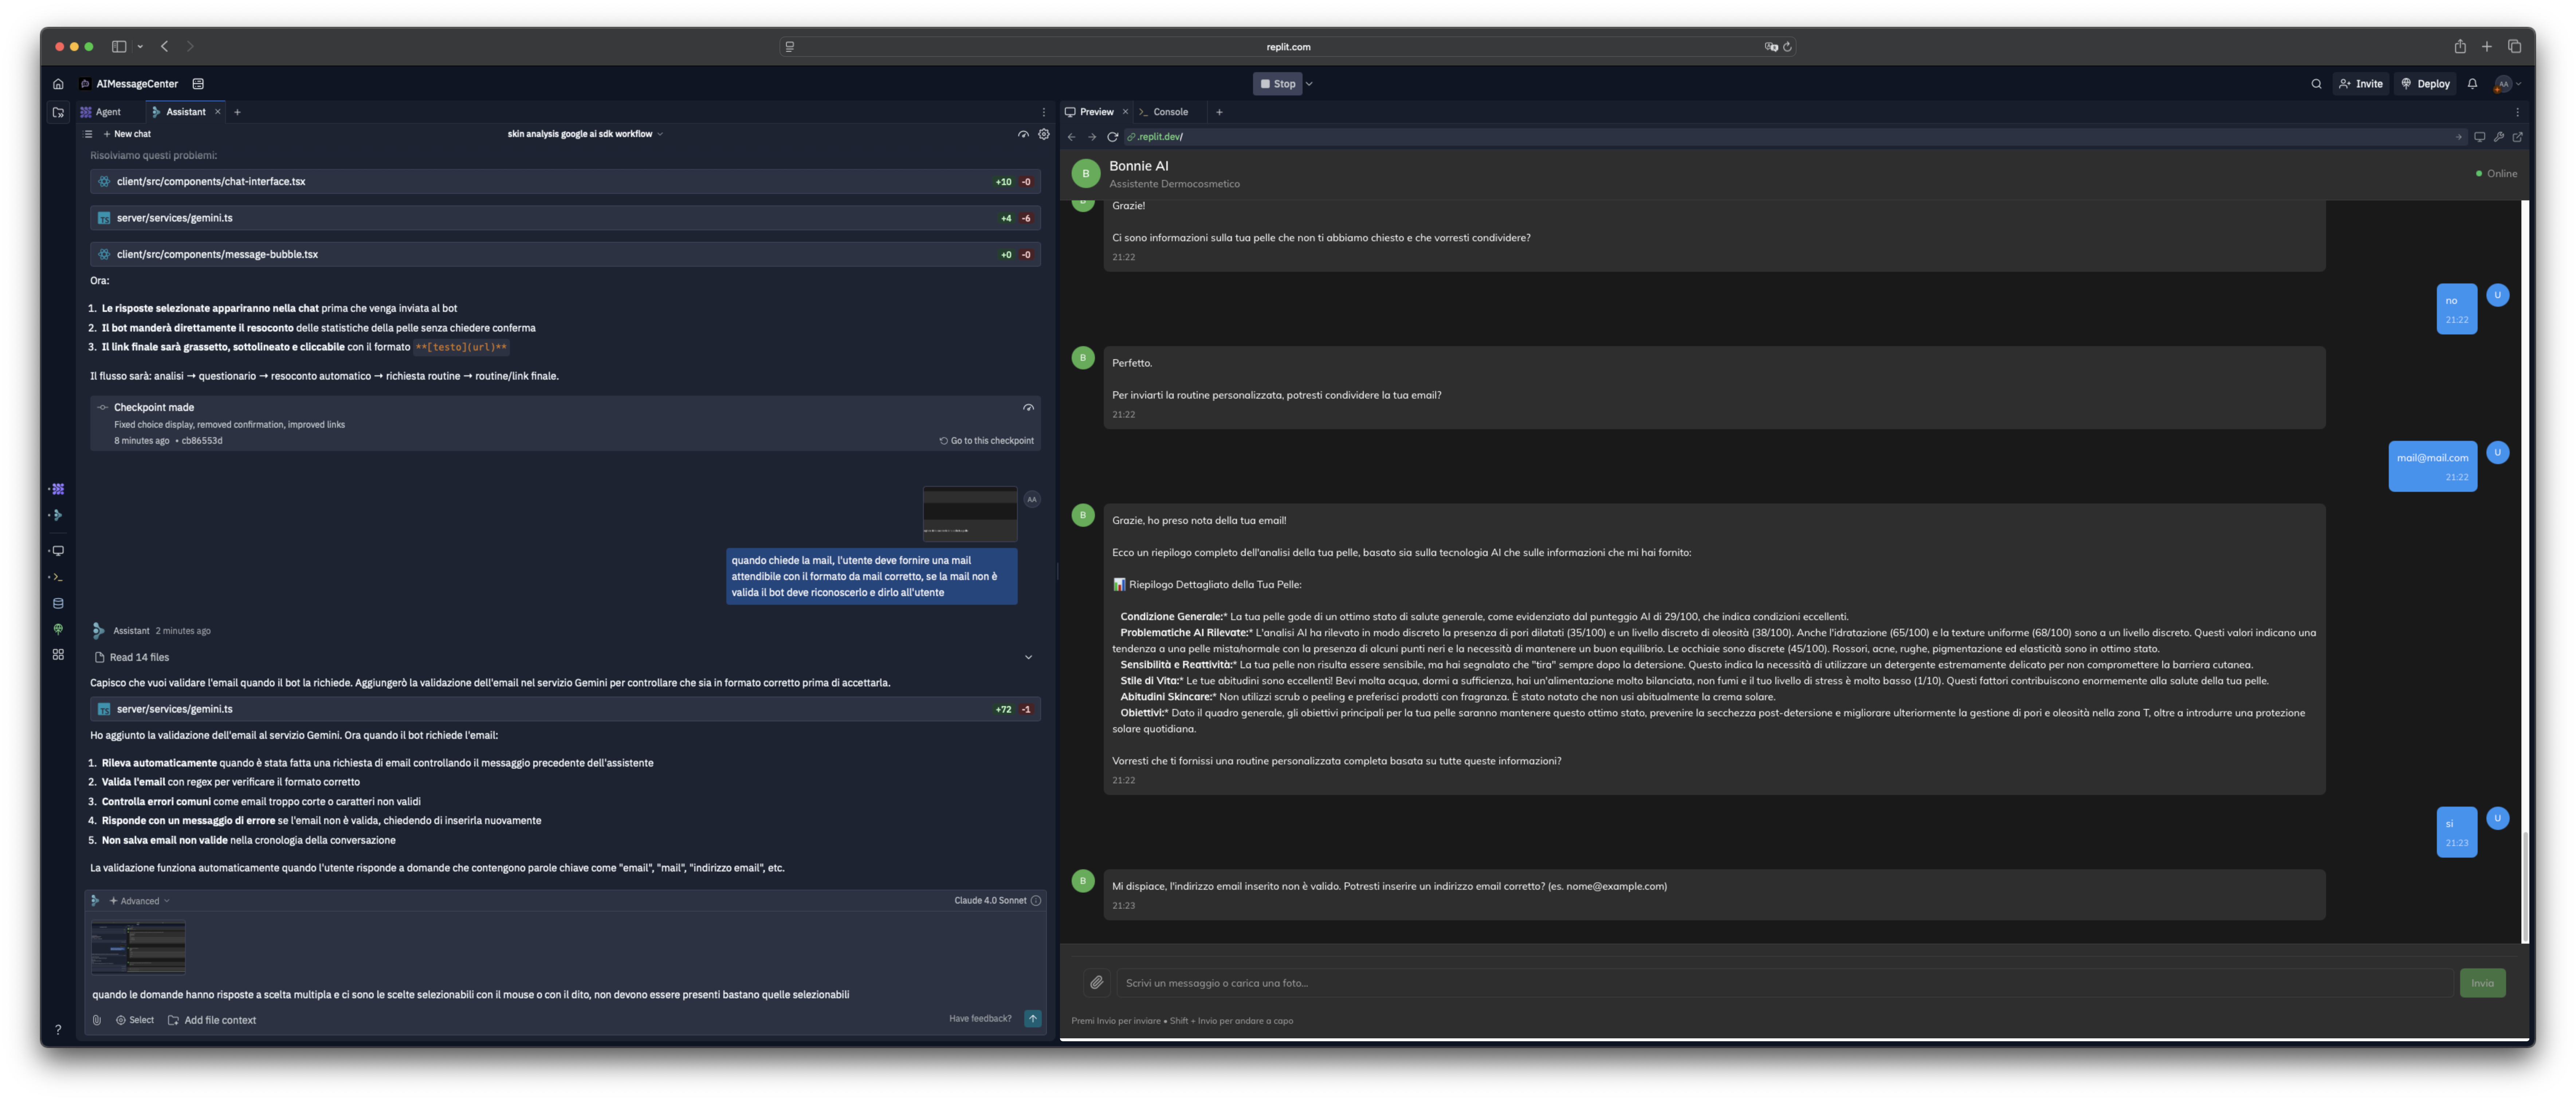 replit.com
AIMessageCenter
Stop
Invite
Deploy
AA
Agent
Assistant
New chat
skin analysis google ai sdk workflow
Risolviamo questi problemi:
client/src/components/chat-interface.tsx +10 -0
server/services/gemini.ts +4 -6
client/src/components/message-bubble.tsx +0 -0
Ora:
1. Le risposte selezionate appariranno nella chat prima che venga inviata al bot
2. Il bot manderà direttamente il resoconto delle statistiche della pelle senza chiedere conferma
3. Il link finale sarà grassetto, sottolineato e cliccabile con il formato **[testo](url)**
Il flusso sarà: analisi → questionario → resoconto automatico → richiesta routine → routine/link finale.
Checkpoint made
Fixed choice display, removed confirmation, improved links
8 minutes ago • cb86553d
Go to this checkpoint
AA
quando chiede la mail, l'utente deve fornire una mail
attendibile con il formato da mail corretto, se la mail non è
valida il bot deve riconoscerlo e dirlo all'utente
Assistant 2 minutes ago
Read 14 files
Capisco che vuoi validare l'email quando il bot la richiede. Aggiungerò la validazione dell'email nel servizio Gemini per controllare che sia in formato corretto prima di accettarla.
TS server/services/gemini.ts +72 -1
Ho aggiunto la validazione dell'email al servizio Gemini. Ora quando il bot richiede l'email:
1. Rileva automaticamente quando è stata fatta una richiesta di email controllando il messaggio precedente dell'assistente
2. Valida l'email con regex per verificare il formato corretto
3. Controlla errori comuni come email troppo corte o caratteri non validi
4. Risponde con un messaggio di errore se l'email non è valida, chiedendo di inserirla nuovamente
5. Non salva email non valide nella cronologia della conversazione
La validazione funziona automaticamente quando l'utente risponde a domande che contengono parole chiave come "email", "mail", "indirizzo email", etc.
Advanced
Claude 4.0 Sonnet
quando le domande hanno risposte a scelta multipla e ci sono le scelte selezionabili con il mouse o con il dito, non devono essere presenti bastano quelle selezionabili
Select
Add file context
Have feedback?
?
Preview
Console
.replit.dev/
B
Bonnie AI
Assistente Dermocosmetico
Online
Grazie!
Ci sono informazioni sulla tua pelle che non ti abbiamo chiesto e che vorresti condividere?
21:22
no
21:22
U
B
Perfetto.
Per inviarti la routine personalizzata, potresti condividere la tua email?
21:22
mail@mail.com
21:22
U
B
Grazie, ho preso nota della tua email!
Ecco un riepilogo completo dell'analisi della tua pelle, basato sia sulla tecnologia AI che sulle informazioni che mi hai fornito:
📊 Riepilogo Dettagliato della Tua Pelle:
Condizione Generale:* La tua pelle gode di un ottimo stato di salute generale, come evidenziato dal punteggio AI di 29/100, che indica condizioni eccellenti.
Problematiche AI Rilevate:* L'analisi AI ha rilevato in modo discreto la presenza di pori dilatati (35/100) e un livello discreto di oleosità (38/100). Anche l'idratazione (65/100) e la texture uniforme (68/100) sono a un livello discreto. Questi valori indicano una
tendenza a una pelle mista/normale con la presenza di alcuni punti neri e la necessità di mantenere un buon equilibrio. Le occhiaie sono discrete (45/100). Rossori, acne, rughe, pigmentazione ed elasticità sono in ottimo stato.
Sensibilità e Reattività:* La tua pelle non risulta essere sensibile, ma hai segnalato che "tira" sempre dopo la detersione. Questo indica la necessità di utilizzare un detergente estremamente delicato per non compromettere la barriera cutanea.
Stile di Vita:* Le tue abitudini sono eccellenti! Bevi molta acqua, dormi a sufficienza, hai un'alimentazione molto bilanciata, non fumi e il tuo livello di stress è molto basso (1/10). Questi fattori contribuiscono enormemente alla salute della tua pelle.
Abitudini Skincare:* Non utilizzi scrub o peeling e preferisci prodotti con fragranza. È stato notato che non usi abitualmente la crema solare.
Obiettivi:* Dato il quadro generale, gli obiettivi principali per la tua pelle saranno mantenere questo ottimo stato, prevenire la secchezza post-detersione e migliorare ulteriormente la gestione di pori e oleosità nella zona T, oltre a introdurre una protezione
solare quotidiana.
Vorresti che ti fornissi una routine personalizzata completa basata su tutte queste informazioni?
21:22
si
21:23
U
B
Mi dispiace, l'indirizzo email inserito non è valido. Potresti inserire un indirizzo email corretto? (es. nome@example.com)
21:23
Scrivi un messaggio o carica una foto...
Invia
Premi Invio per inviare • Shift + Invio per andare a capo